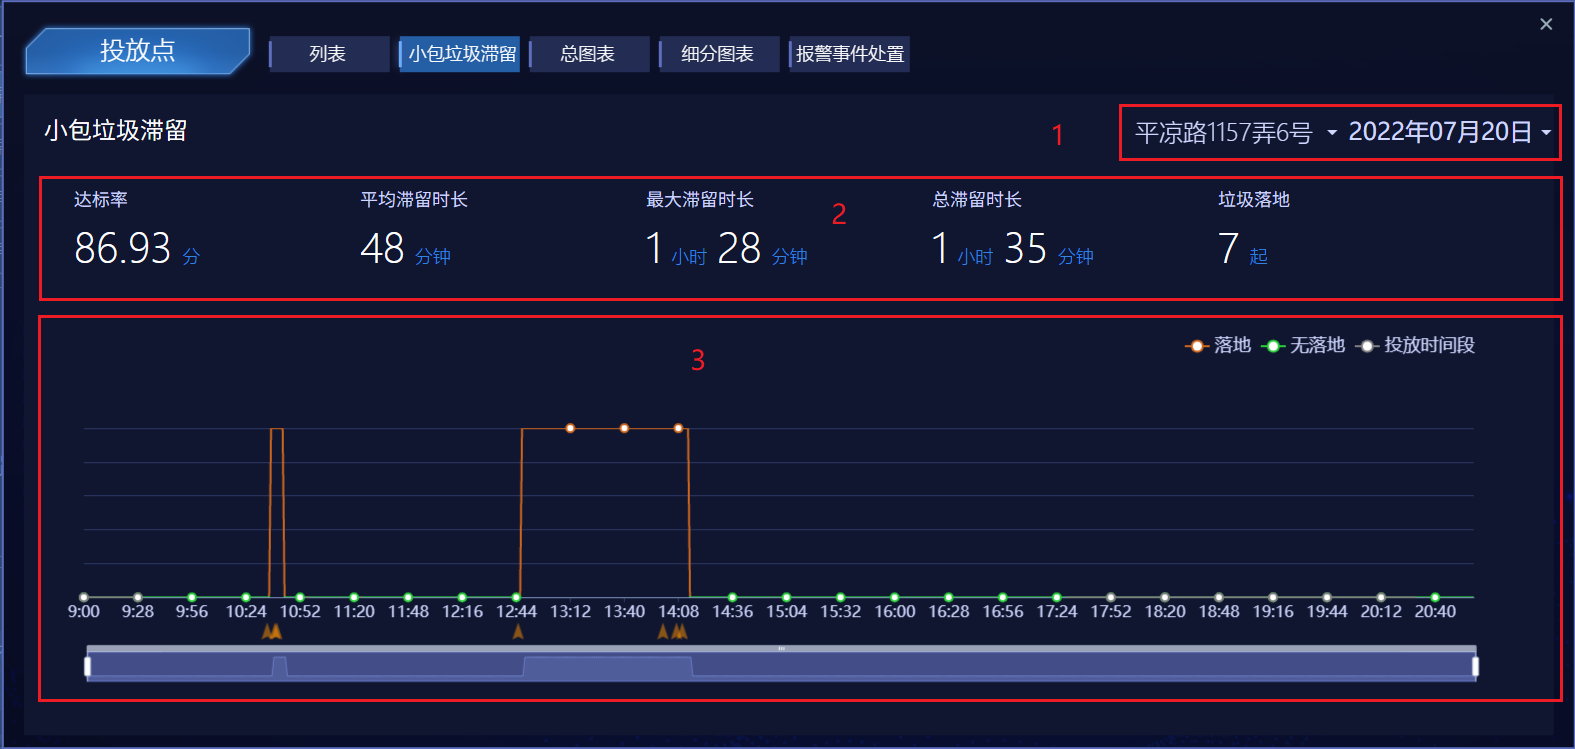 投放点
列表
小包垃圾滞留
总图表
细分图表
报警事件处置
小包垃圾滞留
1
平凉路1157弄6号
2022年07月20日
达标率
平均滞留时长
最大滞留时长
总滞留时长
垃圾落地
2
86.93 分
48 分钟
1 小时 28 分钟
1 小时 35 分钟
7 起
3
落地 无落地 投放时间段
9:00 9:28 9:56 10:24 10:52 11:20 11:48 12:16 12:44 13:12 13:40 14:08 14:36 15:04 15:32 16:00 16:28 16:56 17:24 17:52 18:20 18:48 19:16 19:44 20:12 20:40